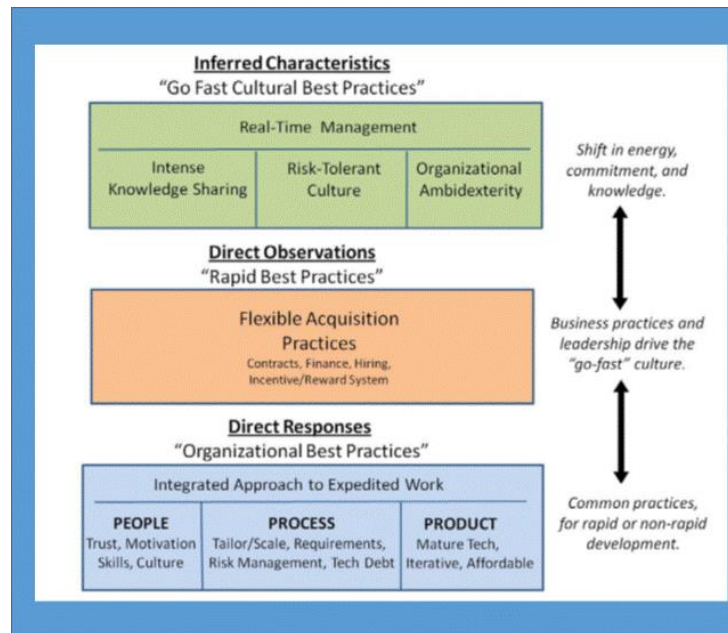 Inferred Characteristics
“Go Fast Cultural Best Practices”
Real-Time Management
Intense
Knowledge Sharing
Risk-Tolerant
Culture
Organizational
Ambidexterity
Shift in energy,
commitment, and
knowledge.
Direct Observations
“Rapid Best Practices”
Flexible Acquisition
Practices
Contracts, Finance, Hiring,
Incentive/Reward System
Business practices and
leadership drive the
“go-fast” culture.
Direct Responses
“Organizational Best Practices”
Integrated Approach to Expedited Work
PEOPLE
Trust, Motivation
Skills, Culture
PROCESS
Tailor/Scale, Requirements,
Risk Management, Tech Debt
PRODUCT
Mature Tech,
Iterative, Affordable
Common practices,
for rapid or non-rapid
development.